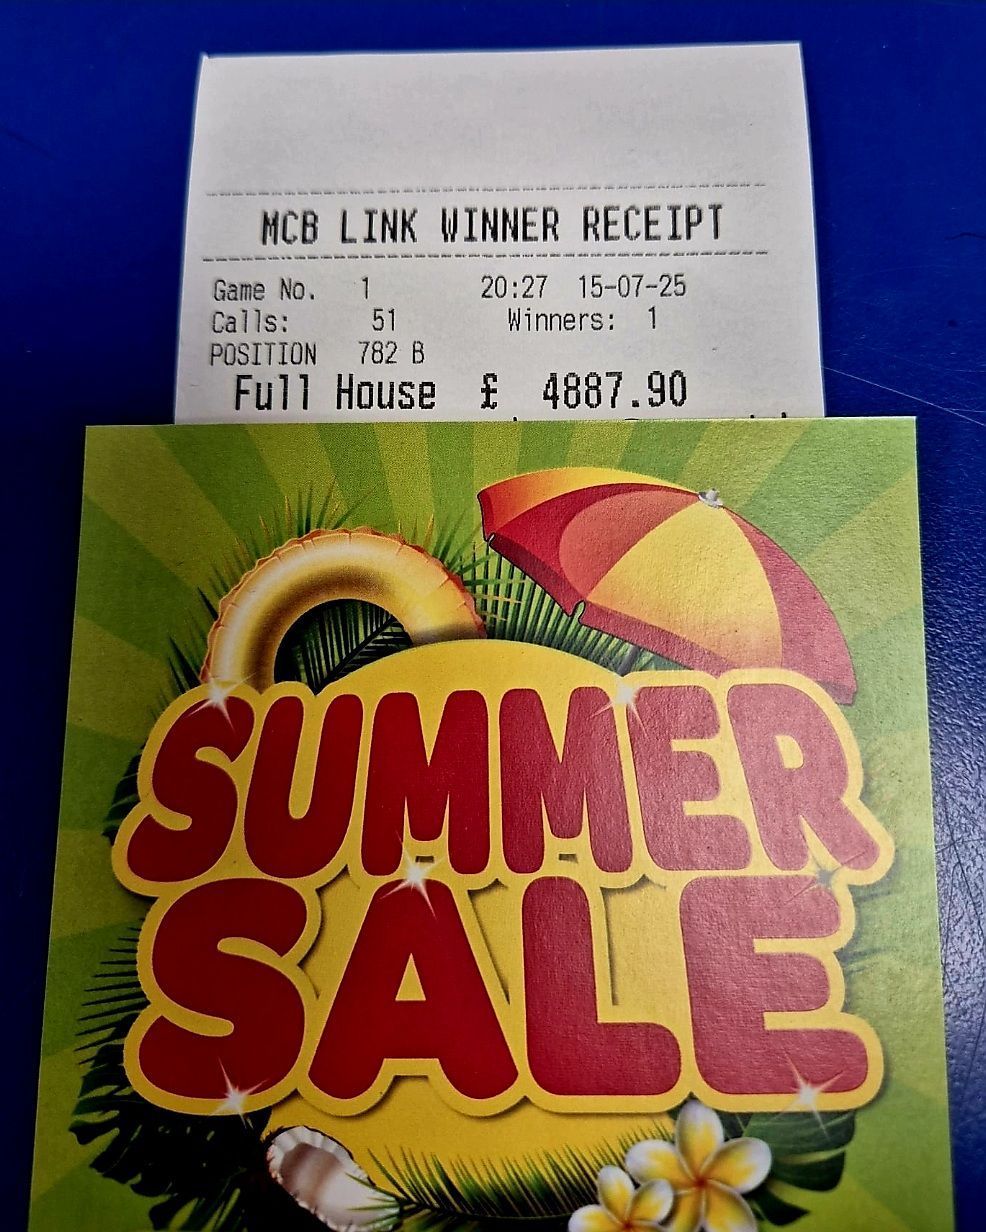 MCB LINK WINNER RECEIPT
Game No. 1 20:27 15-07-25
Calls: 51 Winners: 1
POSITION 782 B
Full House £ 4887.90
SUMMER
SALE